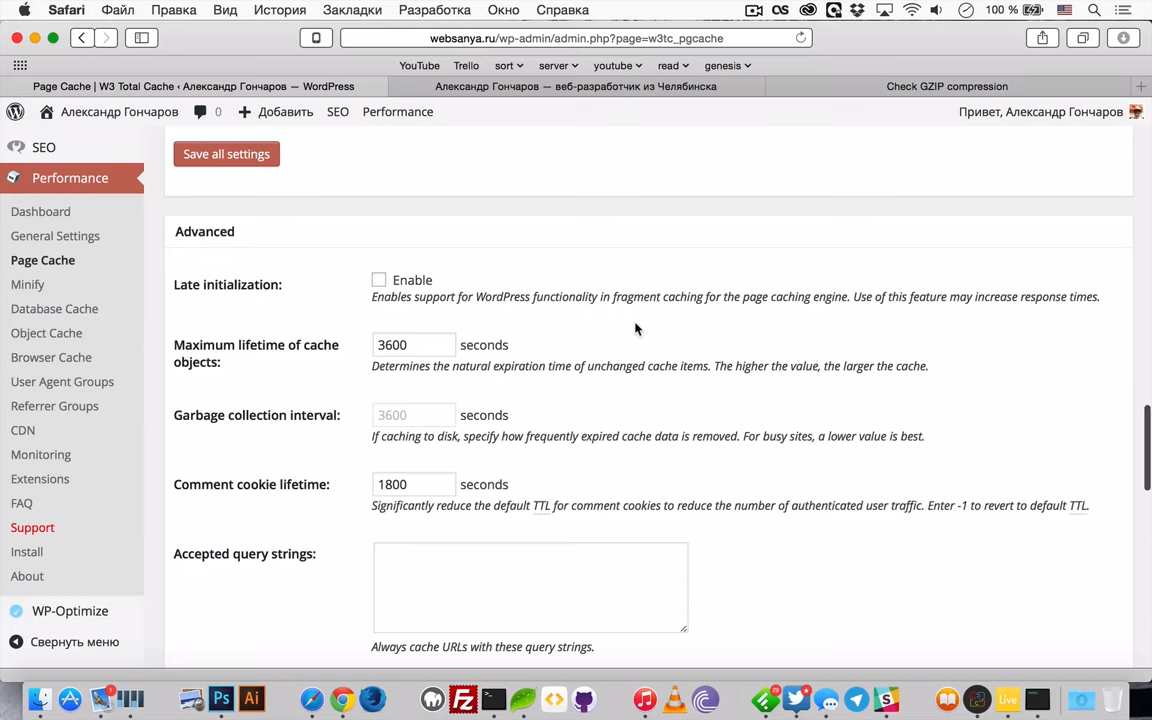 Safari Файл Правка Вид История Закладки Разработка Окно Справка 100 %
websanya.ru/wp-admin/admin.php?page=w3tc_pgcache
YouTube Trello sort server youtube read genesis
Page Cache | W3 Total Cache ‹ Александр Гончаров — WordPress
Александр Гончаров — веб-разработчик из Челябинска
Check GZIP compression
Александр Гончаров 0 Добавить SEO Performance
Привет, Александр Гончаров
SEO
Performance
Dashboard
General Settings
Page Cache
Minify
Database Cache
Object Cache
Browser Cache
User Agent Groups
Referrer Groups
CDN
Monitoring
Extensions
FAQ
Support
Install
About
WP-Optimize
Свернуть меню
Save all settings
Advanced
Late initialization:
Enable
Enables support for WordPress functionality in fragment caching for the page caching engine. Use of this feature may increase response times.
Maximum lifetime of cache
objects:
3600 seconds
Determines the natural expiration time of unchanged cache items. The higher the value, the larger the cache.
Garbage collection interval:
3600 seconds
If caching to disk, specify how frequently expired cache data is removed. For busy sites, a lower value is best.
Comment cookie lifetime:
1800 seconds
Significantly reduce the default TTL for comment cookies to reduce the number of authenticated user traffic. Enter -1 to revert to default TTL.
Accepted query strings:
Always cache URLs with these query strings.
Ps Ai Fz Live